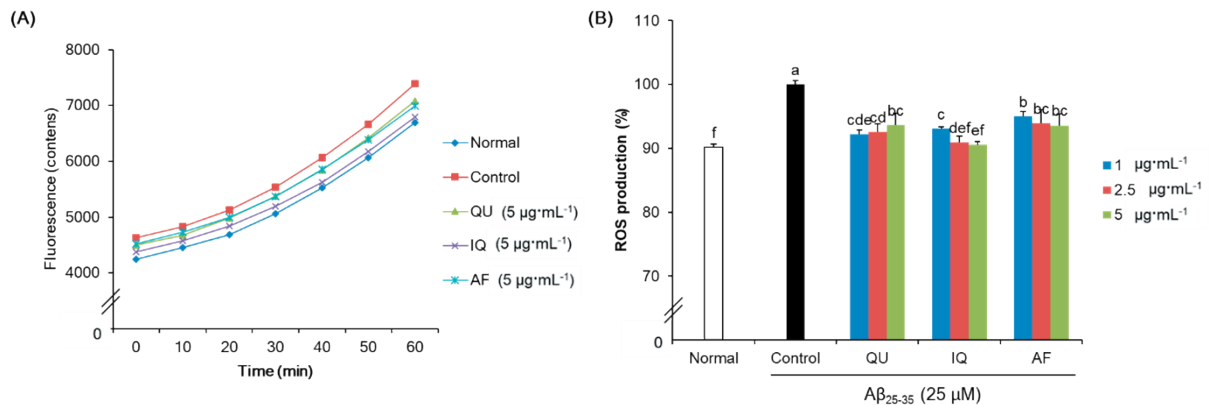 (A)
Fluorescence (contens)
8000
7000
6000
5000
4000
0
0 10 20 30 40 50 60
Time (min)
Normal
Control
QU (5 µg·mL⁻¹)
IQ (5 µg·mL⁻¹)
AF (5 µg·mL⁻¹)
(B)
ROS production (%)
110
100
90
80
70
0
f
a
cde cd bc
c def ef
b bc bc
Normal Control QU IQ AF
Aβ₂₅₋₃₅ (25 µM)
1 µg·mL⁻¹
2.5 µg·mL⁻¹
5 µg·mL⁻¹